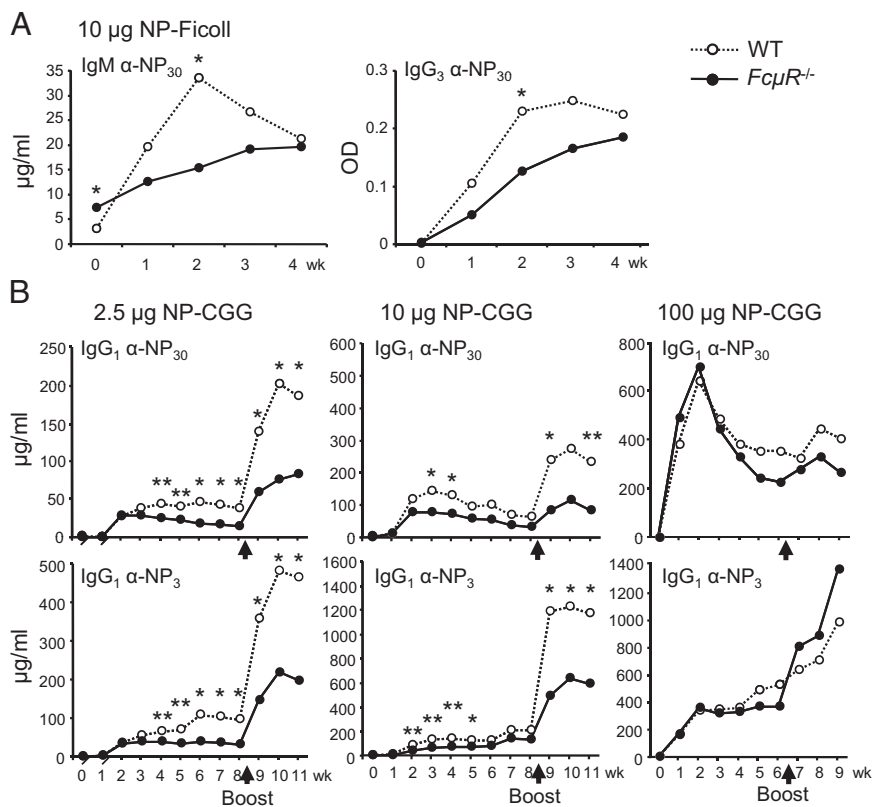 A
10 µg NP-Ficoll
WT
FcµR-/-
IgM α-NP30
35
30
25
20
15
10
5
0
µg/ml
*
*
0 1 2 3 4 wk
IgG3 α-NP30
0.3
0.2
0.1
0
OD
*
0 1 2 3 4 wk
B
2.5 µg NP-CGG
10 µg NP-CGG
100 µg NP-CGG
IgG1 α-NP30
250
200
150
100
50
0
µg/ml
** ** * * * * * *
IgG1 α-NP30
600
500
400
300
200
100
0
* * * **
IgG1 α-NP30
800
600
400
200
0
IgG1 α-NP3
500
400
300
200
100
0
µg/ml
** ** * * * * * *
0 1 2 3 4 5 6 7 8 9 10 11 wk
Boost
IgG1 α-NP3
1600
1400
1200
1000
800
600
400
200
0
** ** ** * * * *
0 1 2 3 4 5 6 7 8 9 10 11 wk
Boost
IgG1 α-NP3
1400
1200
1000
800
600
400
200
0
0 1 2 3 4 5 6 7 8 9 wk
Boost